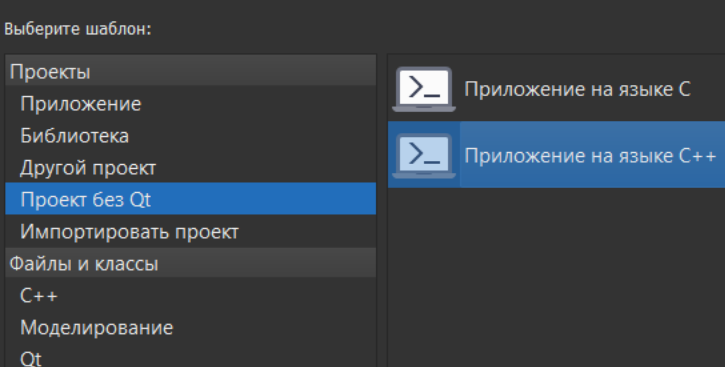 Выберите шаблон:
Проекты
Приложение
Библиотека
Другой проект
Проект без Qt
Импортировать проект
Файлы и классы
C++
Моделирование
Qt
Приложение на языке C
Приложение на языке C++